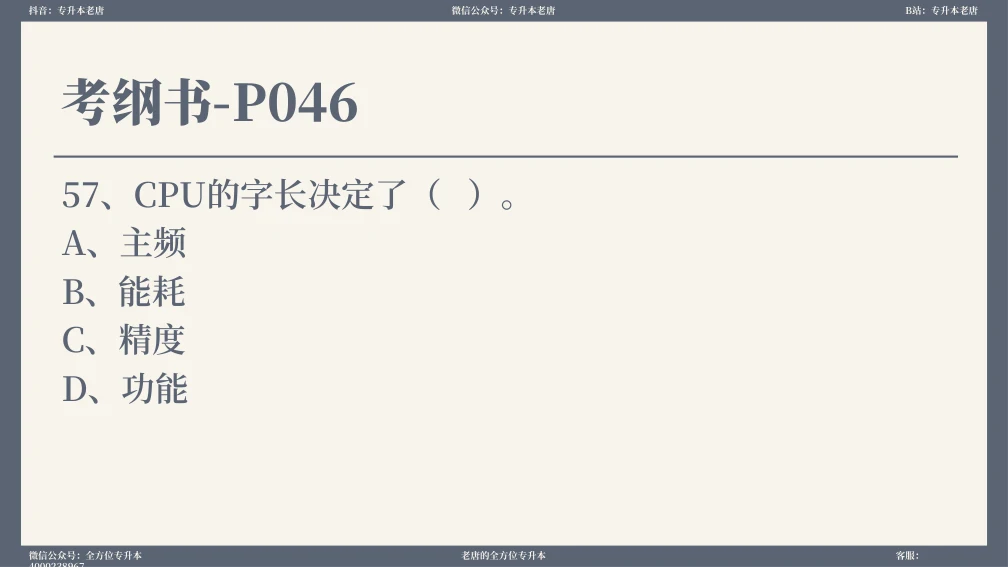 抖音：专升本老唐
微信公众号：专升本老唐
B站：专升本老唐
考纲书-P046
57、CPU的字长决定了（ ）。
A、主频
B、能耗
C、精度
D、功能
微信公众号：全方位专升本
4000238967
老唐的全方位专升本
客服：